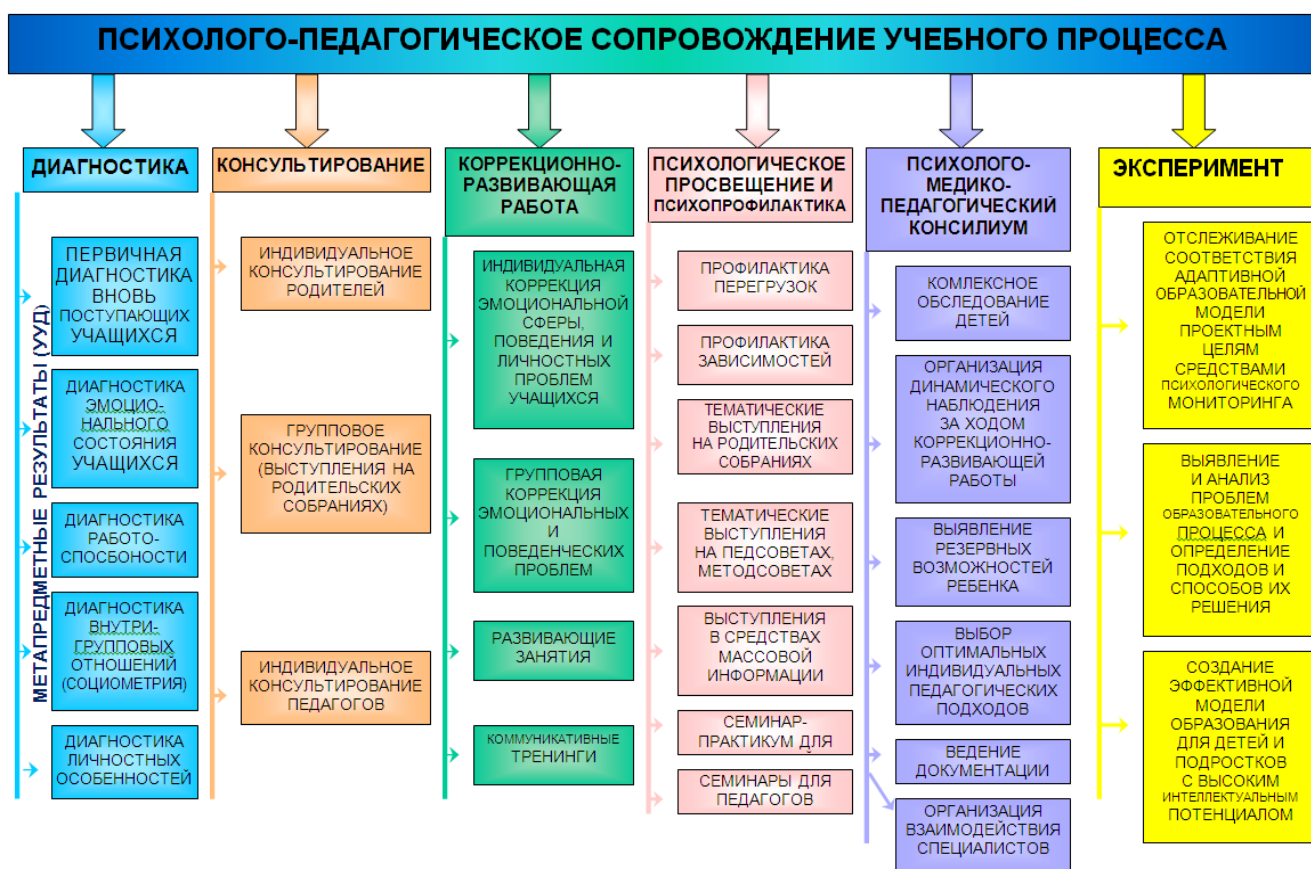 ПСИХОЛОГО-ПЕДАГОГИЧЕСКОЕ СОПРОВОЖДЕНИЕ УЧЕБНОГО ПРОЦЕССА
ДИАГНОСТИКА
МЕТАПРЕДМЕТНЫЕ РЕЗУЛЬТАТЫ (УУД)
ПЕРВИЧНАЯ
ДИАГНОСТИКА
ВНОВЬ
ПОСТУПАЮЩИХ
УЧАЩИХСЯ
ДИАГНОСТИКА
ЭМОЦИО-
НАЛЬНОГО
СОСТОЯНИЯ
УЧАЩИХСЯ
ДИАГНОСТИКА
РАБОТО-
СПОСБОНОСТИ
ДИАГНОСТИКА
ВНУТРИ-
ГРУППОВЫХ
ОТНОШЕНИЙ
(СОЦИОМЕТРИЯ)
ДИАГНОСТИКА
ЛИЧНОСТНЫХ
ОСОБЕННОСТЕЙ
КОНСУЛЬТИРОВАНИЕ
ИНДИВИДУАЛЬНОЕ
КОНСУЛЬТИРОВАНИЕ
РОДИТЕЛЕЙ
ГРУППОВОЕ
КОНСУЛЬТИРОВАНИЕ
(ВЫСТУПЛЕНИЯ НА
РОДИТЕЛЬСКИХ
СОБРАНИЯХ)
ИНДИВИДУАЛЬНОЕ
КОНСУЛЬТИРОВАНИЕ
ПЕДАГОГОВ
КОРРЕКЦИОННО-
РАЗВИВАЮЩАЯ
РАБОТА
ИНДИВИДУАЛЬНАЯ
КОРРЕКЦИЯ
ЭМОЦИОНАЛЬНОЙ
СФЕРЫ,
ПОВЕДЕНИЯ И
ЛИЧНОСТНЫХ
ПРОБЛЕМ
УЧАЩИХСЯ
ГРУППОВАЯ
КОРРЕКЦИЯ
ЭМОЦИОНАЛЬНЫХ
И
ПОВЕДЕНЧЕСКИХ
ПРОБЛЕМ
РАЗВИВАЮЩИЕ
ЗАНЯТИЯ
КОММУНИКАТИВНЫЕ
ТРЕНИНГИ
ПСИХОЛОГИЧЕСКОЕ
ПРОСВЕЩЕНИЕ И
ПСИХОПРОФИЛАКТИКА
ПРОФИЛАКТИКА
ПЕРЕГРУЗОК
ПРОФИЛАКТИКА
ЗАВИСИМОСТЕЙ
ТЕМАТИЧЕСКИЕ
ВЫСТУПЛЕНИЯ
НА РОДИТЕЛЬСКИХ
СОБРАНИЯХ
ТЕМАТИЧЕСКИЕ
ВЫСТУПЛЕНИЯ
НА ПЕДСОВЕТАХ,
МЕТОДСОВЕТАХ
ВЫСТУПЛЕНИЯ
В СРЕДСТВАХ
МАССОВОЙ
ИНФОРМАЦИИ
СЕМИНАР-
ПРАКТИКУМ ДЛЯ
СЕМИНАРЫ ДЛЯ
ПЕДАГОГОВ
ПСИХОЛОГО-
МЕДИКО-
ПЕДАГОГИЧЕСКИЙ
КОНСИЛИУМ
КОМЛЕКСНОЕ
ОБСЛЕДОВАНИЕ
ДЕТЕЙ
ОРГАНИЗАЦИЯ
ДИНАМИЧЕСКОГО
НАБЛЮДЕНИЯ
ЗА ХОДОМ
КОРРЕКЦИОННО-
РАЗВИВАЮЩЕЙ
РАБОТЫ
ВЫЯВЛЕНИЕ
РЕЗЕРВНЫХ
ВОЗМОЖНОСТЕЙ
РЕБЕНКА
ВЫБОР
ОПТИМАЛЬНЫХ
ИНДИВИДУАЛЬНЫХ
ПЕДАГОГИЧЕСКИХ
ПОДХОДОВ
ВЕДЕНИЕ
ДОКУМЕНТАЦИИ
ОРГАНИЗАЦИЯ
ВЗАИМОДЕЙСТВИЯ
СПЕЦИАЛИСТОВ
ЭКСПЕРИМЕНТ
ОТСЛЕЖИВАНИЕ
СООТВЕТСТВИЯ
АДАПТИВНОЙ
ОБРАЗОВАТЕЛЬНОЙ
МОДЕЛИ
ПРОЕКТНЫМ
ЦЕЛЯМ
СРЕДСТВАМИ
ПСИХОЛОГИЧЕСКОГО
МОНИТОРИНГА
ВЫЯВЛЕНИЕ
И АНАЛИЗ
ПРОБЛЕМ
ОБРАЗОВАТЕЛЬНОГО
ПРОЦЕССА И
ОПРЕДЕЛЕНИЕ
ПОДХОДОВ И
СПОСОБОВ ИХ
РЕШЕНИЯ
СОЗДАНИЕ
ЭФФЕКТИВНОЙ
МОДЕЛИ
ОБРАЗОВАНИЯ
ДЛЯ ДЕТЕЙ И
ПОДРОСТКОВ
С ВЫСОКИМ
ИНТЕЛЛЕКТУАЛЬНЫМ
ПОТЕНЦИАЛОМ